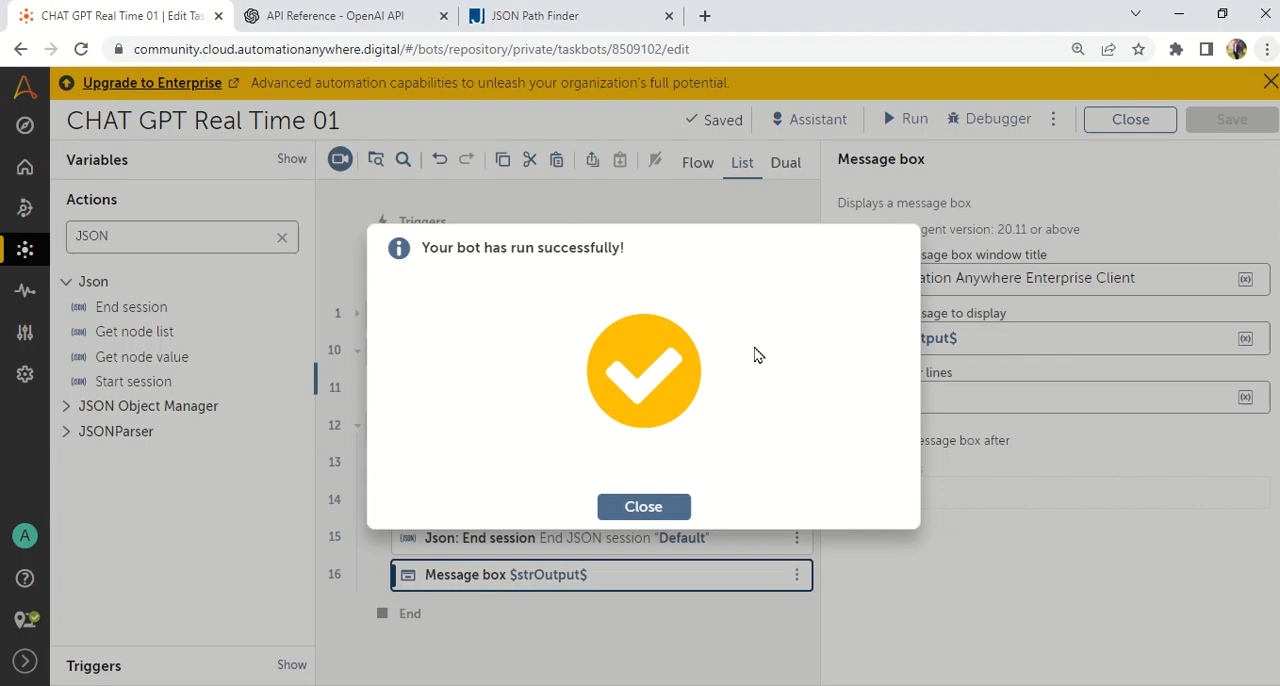 CHAT GPT Real Time 01 | Edit Tas
API Reference - OpenAI API
JSON Path Finder
community.cloud.automationanywhere.digital/#/bots/repository/private/taskbots/8509102/edit
Upgrade to Enterprise Advanced automation capabilities to unleash your organization's full potential.
CHAT GPT Real Time 01
Saved
Assistant
Run
Debugger
Close
Save
Variables
Show
Flow
List
Dual
Message box
Actions
JSON
Json
End session
Get node list
Get node value
Start session
JSON Object Manager
JSONParser
Triggers
Show
Triggers
1
10
11
12
13
14
15 Json: End session End JSON session "Default"
16 Message box $strOutput$
End
Your bot has run successfully!
Close
Displays a message box
gent version: 20.11 or above
sage box window title
ation Anywhere Enterprise Client
(x)
sage to display
tput$
(x)
lines
(x)
essage box after
A